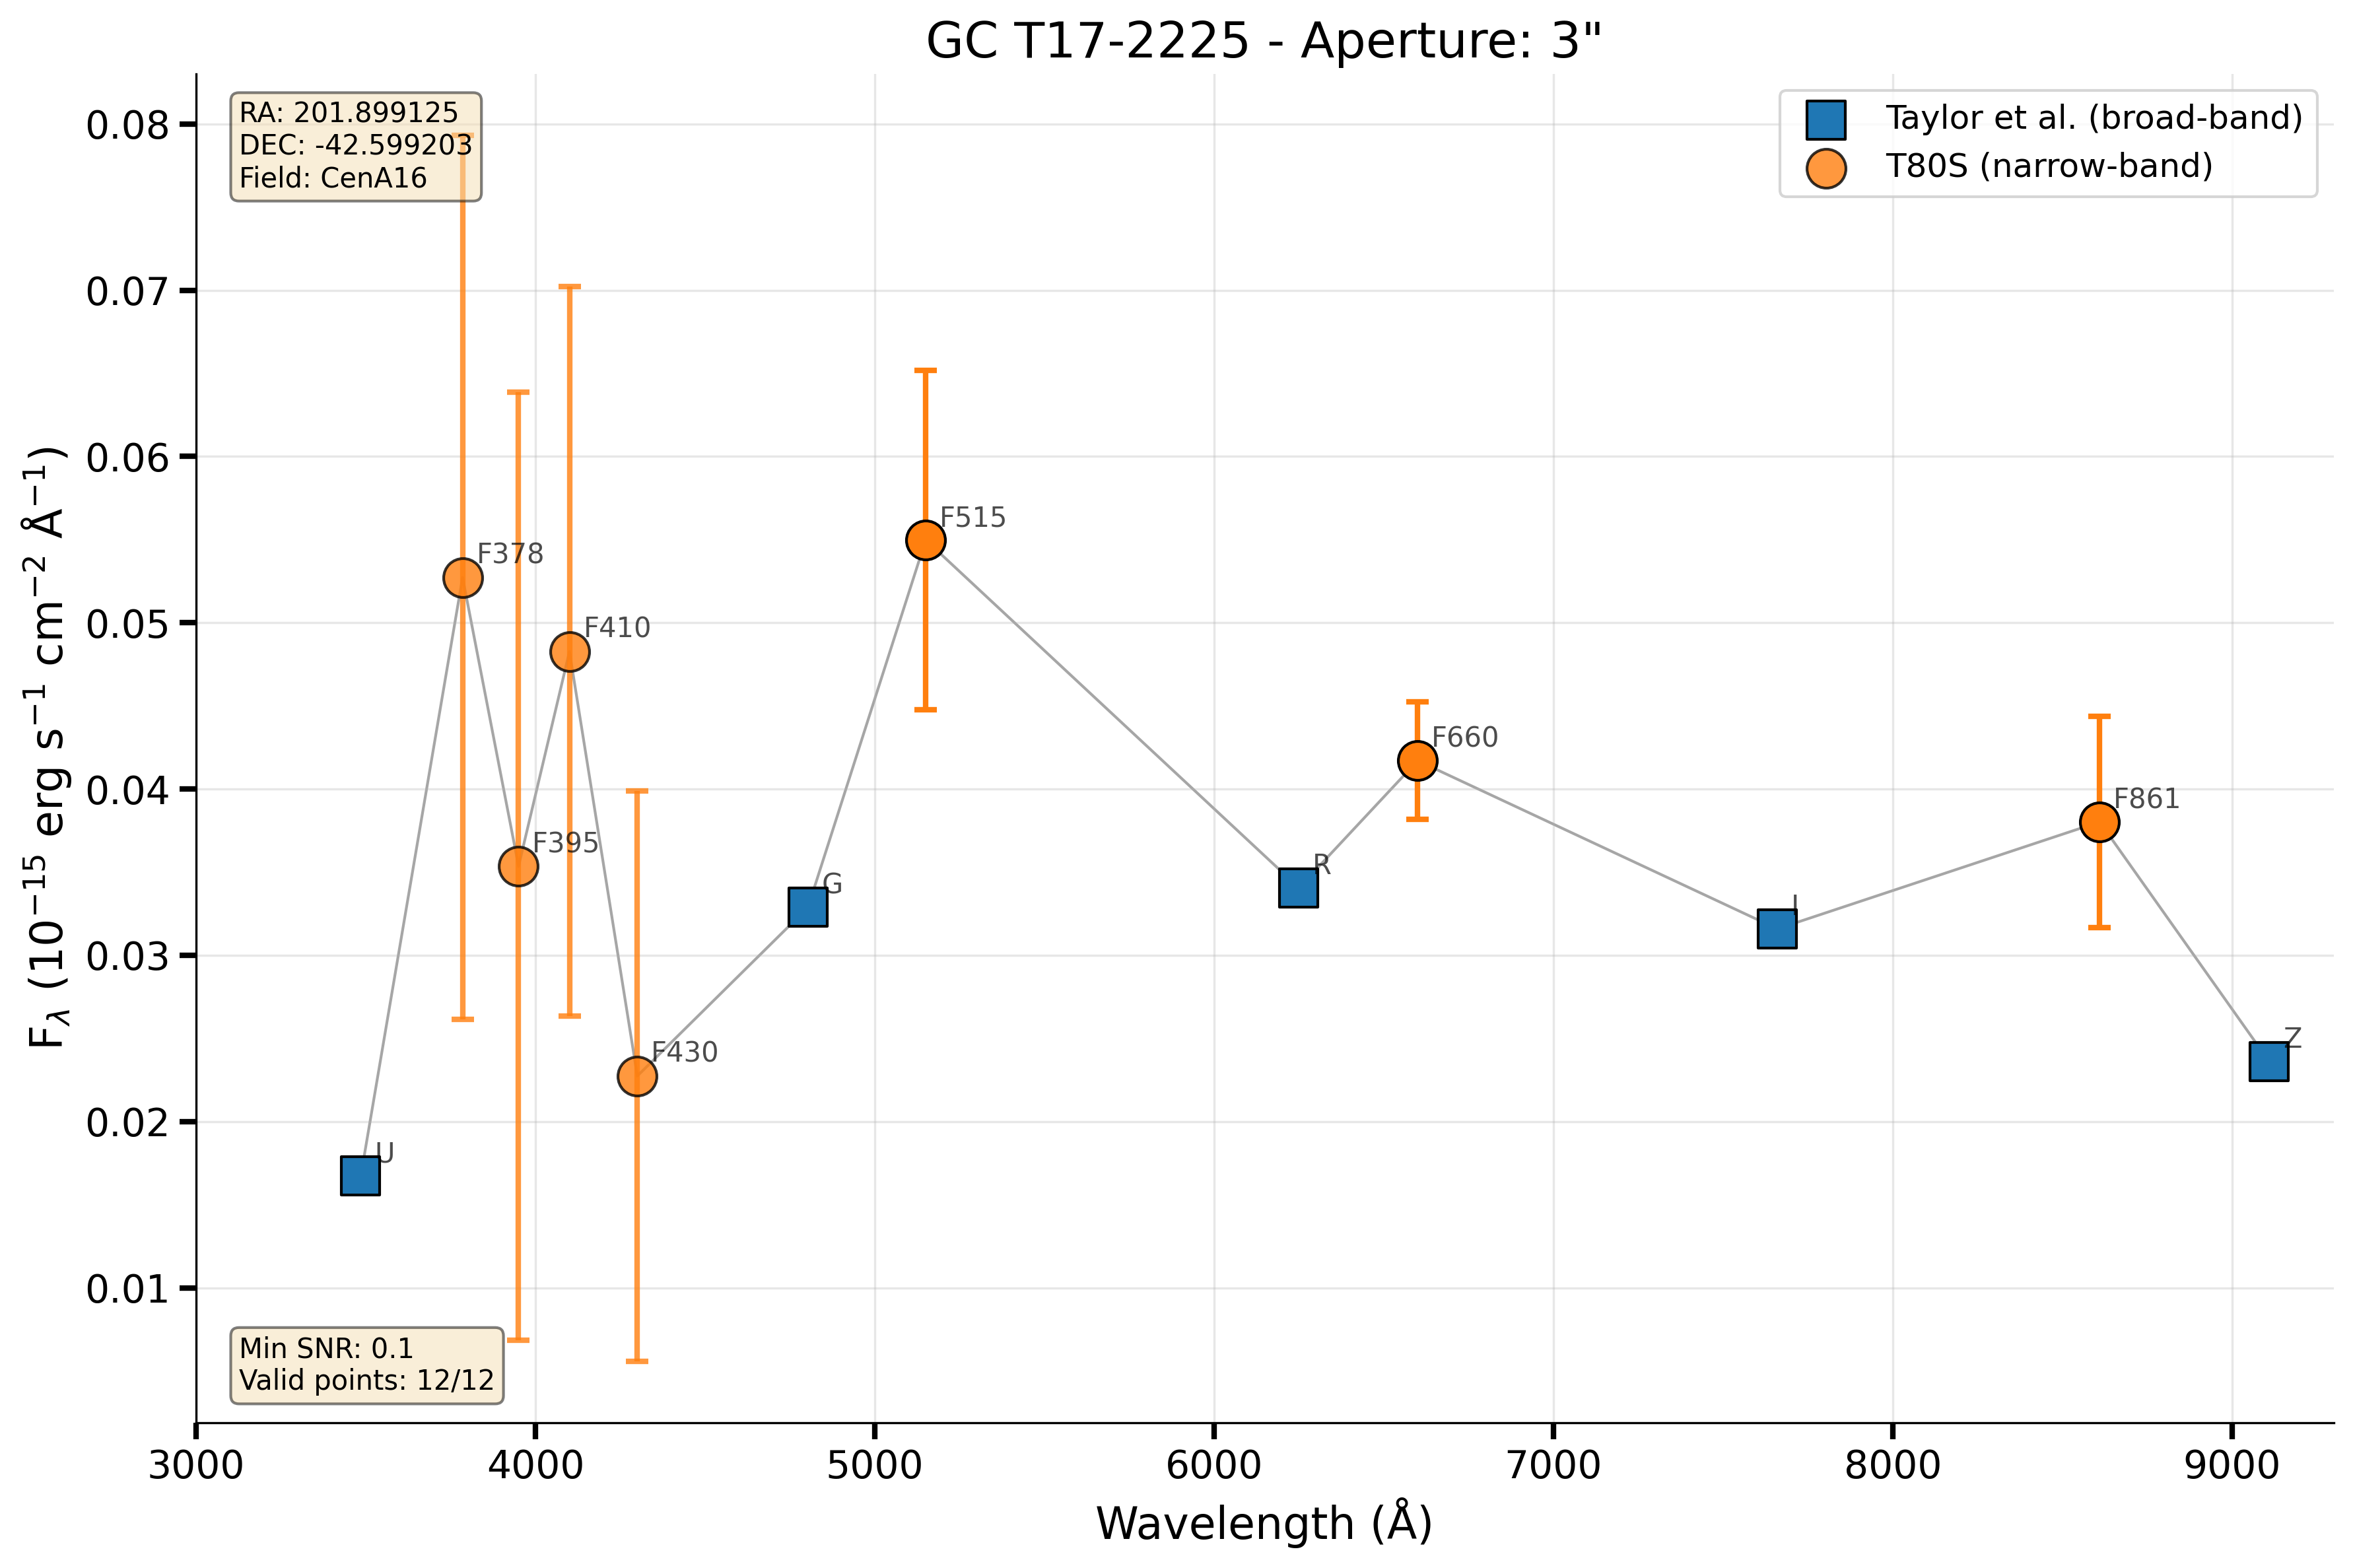 GC T17-2225 - Aperture: 3"
RA: 201.899125
DEC: -42.599203
Field: CenA16
Taylor et al. (broad-band)
T80S (narrow-band)
0.08
0.07
0.06
0.05
0.04
0.03
0.02
0.01
F_λ (10⁻¹⁵ erg s⁻¹ cm⁻² Å⁻¹)
U
F378
F395
F410
F430
G
F515
R
F660
I
F861
Z
Min SNR: 0.1
Valid points: 12/12
3000 4000 5000 6000 7000 8000 9000
Wavelength (Å)